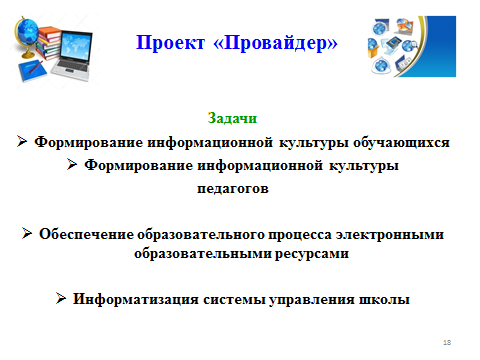 Проект «Провайдер»
Задачи
➢ Формирование информационной культуры обучающихся
➢ Формирование информационной культуры
педагогов
➢ Обеспечение образовательного процесса электронными
образовательными ресурсами
➢ Информатизация системы управления школы
18